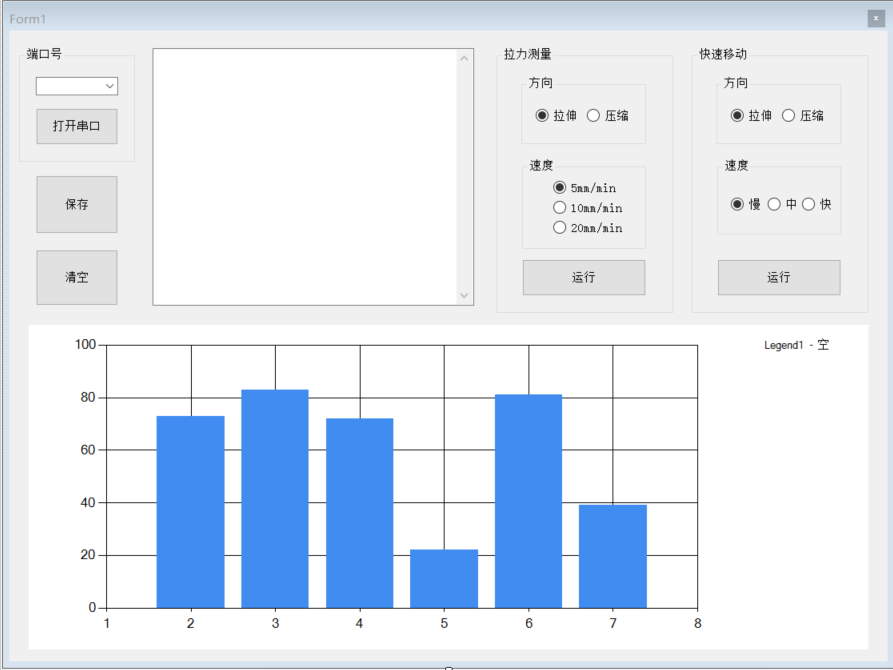 Form1
x
端口号
打开串口
保存
清空
拉力测量
方向
拉伸 压缩
速度
5mm/min
10mm/min
20mm/min
运行
快速移动
方向
拉伸 压缩
速度
慢 中 快
运行
Legend1 - 空
100
80
60
40
20
0
1 2 3 4 5 6 7 8